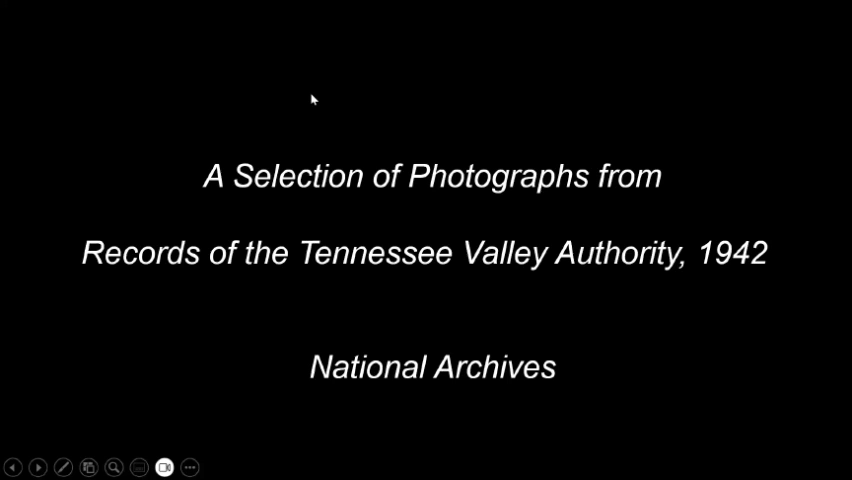 A Selection of Photographs from
Records of the Tennessee Valley Authority, 1942
National Archives